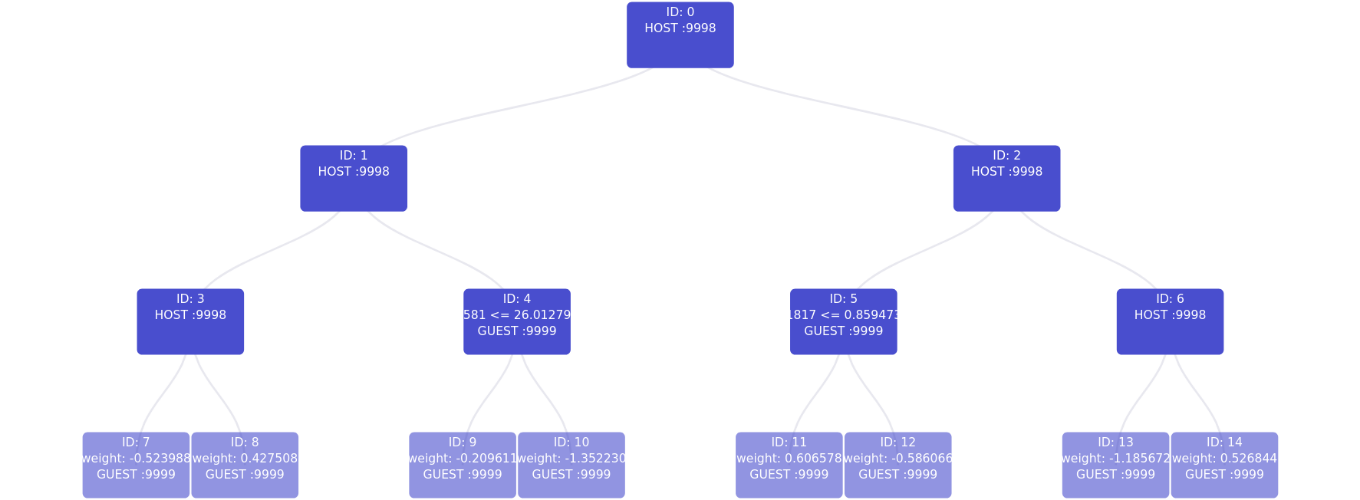 ID: 0
HOST :9998
ID: 1
HOST :9998
ID: 2
HOST :9998
ID: 3
HOST :9998
ID: 4
581 <= 26.01279
GUEST :9999
ID: 5
1817 <= 0.859473
GUEST :9999
ID: 6
HOST :9998
ID: 7
weight: -0.523988
GUEST :9999
ID: 8
weight: 0.427508
GUEST :9999
ID: 9
weight: -0.209611
GUEST :9999
ID: 10
weight: -1.352230
GUEST :9999
ID: 11
weight: 0.606578
GUEST :9999
ID: 12
weight: -0.586066
GUEST :9999
ID: 13
weight: -1.185672
GUEST :9999
ID: 14
weight: 0.526844
GUEST :9999